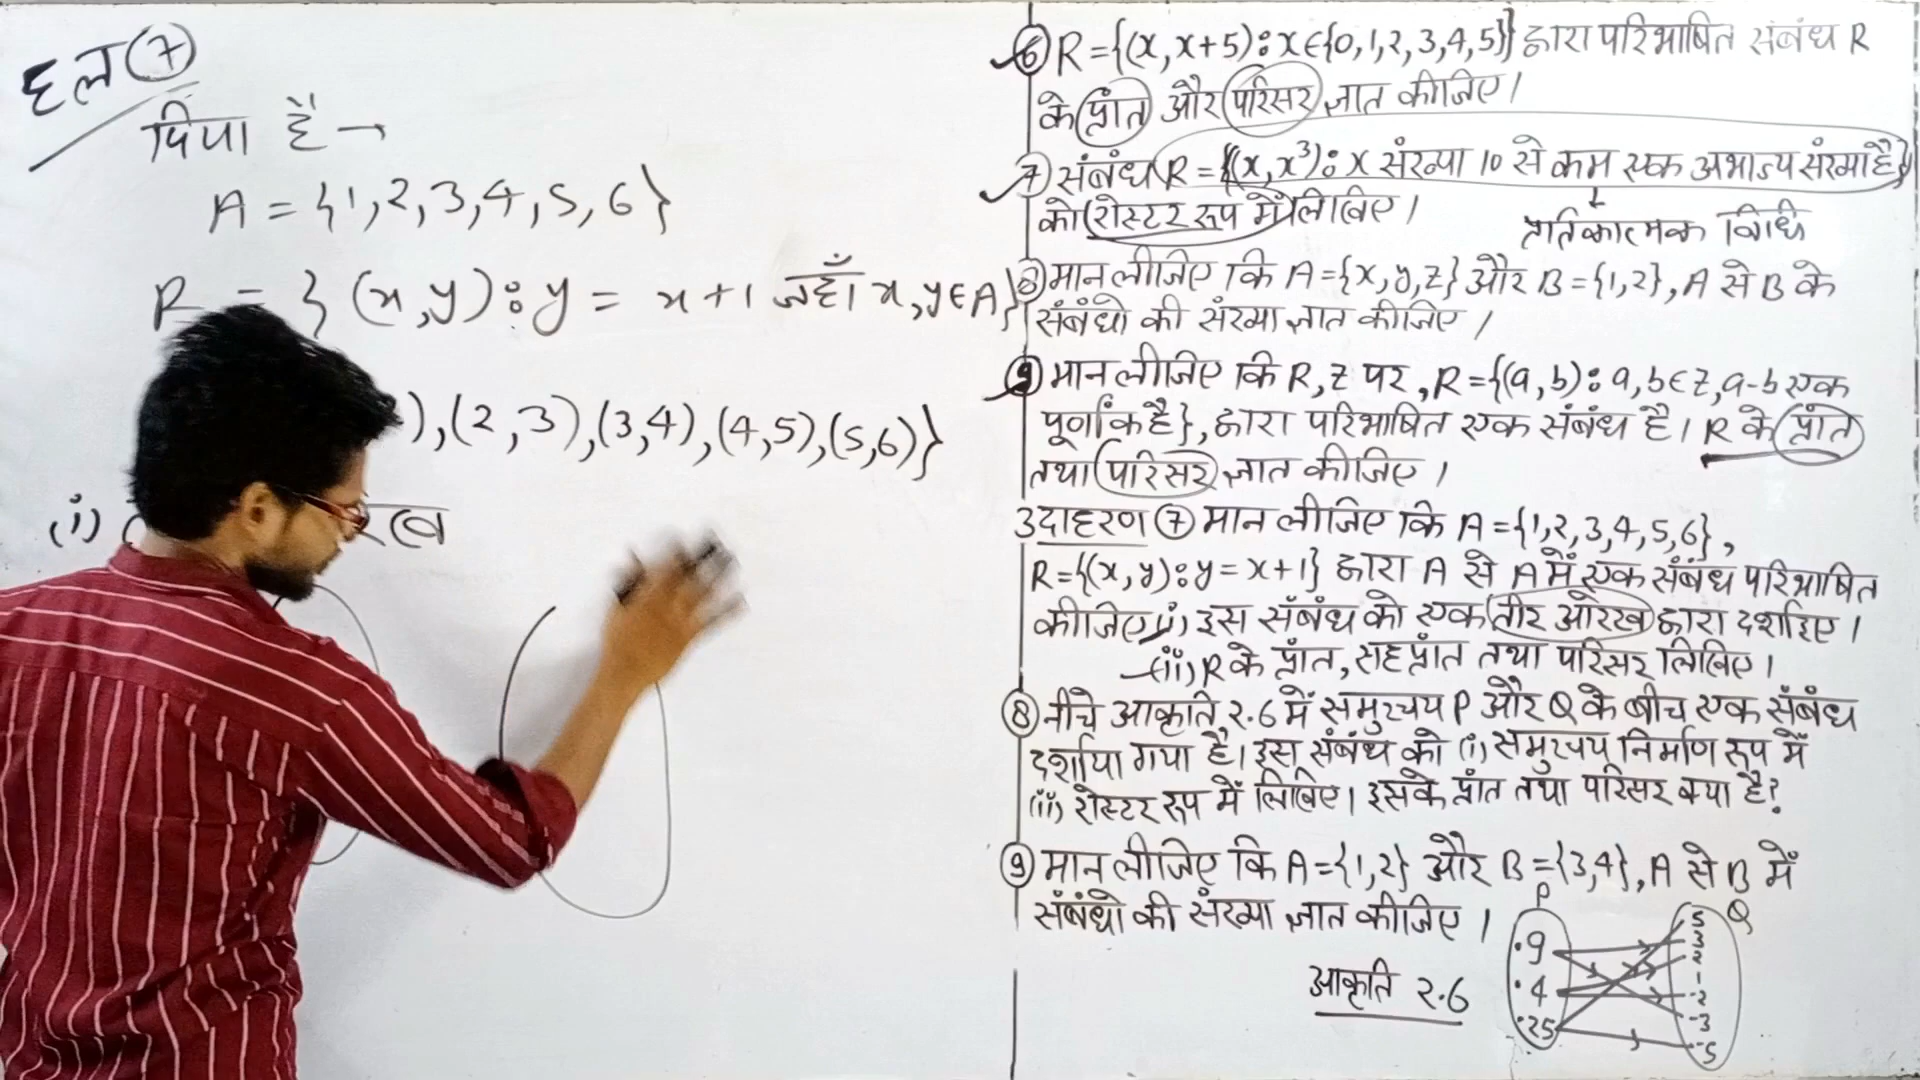 हल ⑦
दिया है →
A = {1,2,3,4,5,6}
R = { (x,y) : y = x+1 जहाँ x,y∈A}
),(2,3),(3,4),(4,5),(5,6)}
(i)
⑥ R={(x, x+5):x∈{0,1,2,3,4,5}} द्वारा परिभाषित संबंध R
के प्रांत और परिसर ज्ञात कीजिए।
⑦ संबंध R = {(x, x³): x संख्या 10 से कम एक अभाज्य संख्या है}
को रोस्टर रूप में लिखिए।
↓
प्रतिकात्मक विधि
⑧ मान लीजिए कि A={x,y,z} और B={1,2}, A से B के
संबंधो की संख्या ज्ञात कीजिए।
⑨ मान लीजिए कि R, Z पर, R={(a,b): a,b∈Z, a-b एक
पूर्णांक है}, द्वारा परिभाषित एक संबंध है। R के प्रांत
तथा परिसर ज्ञात कीजिए।
उदाहरण ⑦ मान लीजिए कि A={1,2,3,4,5,6},
R={(x,y):y=x+1} द्वारा A से A में एक संबंध परिभाषित
कीजिए (i) इस संबंध को एक तीर आरेख द्वारा दर्शाइए।
(ii) R के प्रांत, सहप्रांत तथा परिसर लिखिए।
⑧ नीचे आकृति 2.6 में समुच्चय P और Q के बीच एक संबंध
दर्शाया गया है। इस संबंध को (i) समुच्चय निर्माण रूप में
(ii) रोस्टर रूप में लिखिए। इसके प्रांत तथा परिसर क्या है?
⑨ मान लीजिए कि A={1,2} और B={3,4}, A से B में
संबंधो की संख्या ज्ञात कीजिए।
आकृति 2.6
P
.9
.4
.25
Q
5
3
2
1
-2
-3
-5